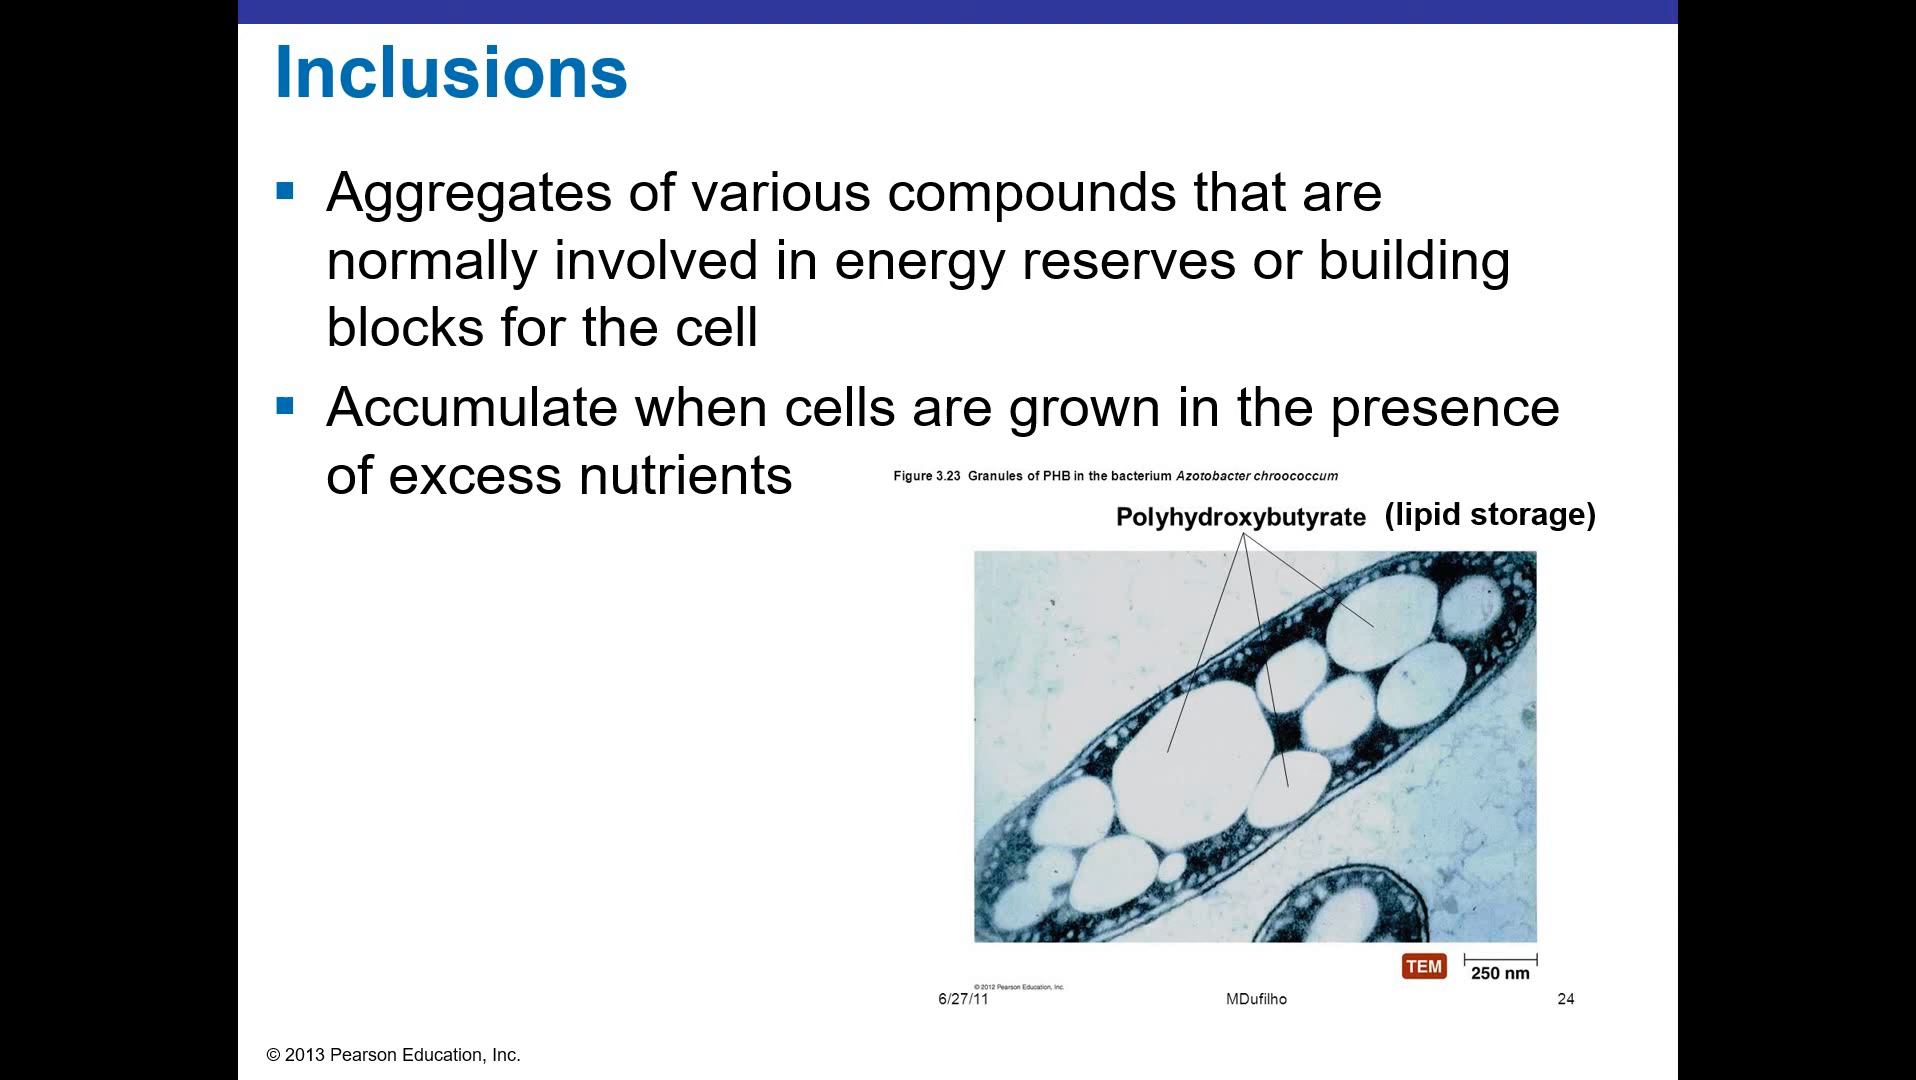 Inclusions
Aggregates of various compounds that are
normally involved in energy reserves or building
blocks for the cell
Accumulate when cells are grown in the presence
of excess nutrients
Figure 3.23 Granules of PHB in the bacterium Azotobacter chroococcum
Polyhydroxybutyrate (lipid storage)
TEM
250 nm
© 2012 Pearson Education, Inc.
6/27/11 MDufilho 24
© 2013 Pearson Education, Inc.